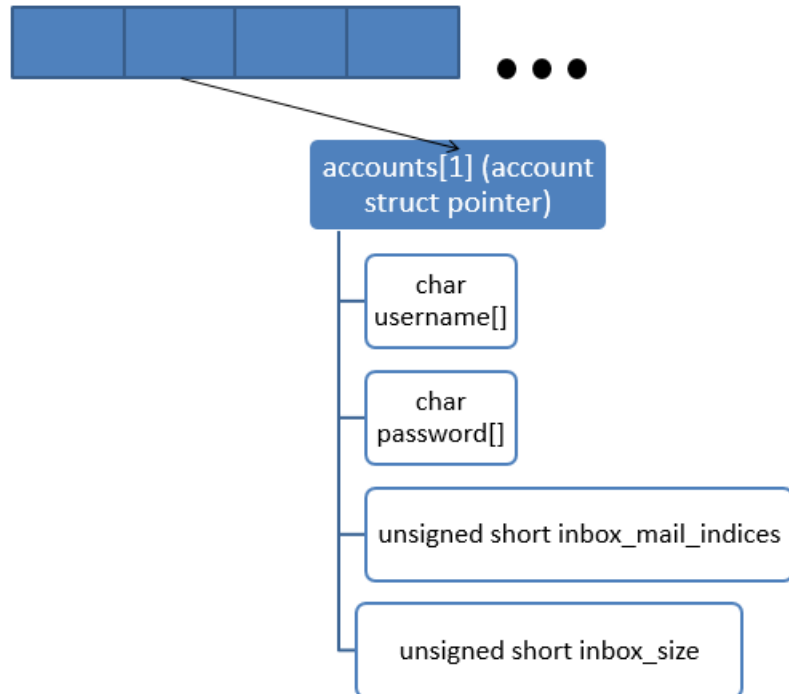 accounts[1] (account
struct pointer)
char
username[]
char
password[]
unsigned short inbox_mail_indices
unsigned short inbox_size